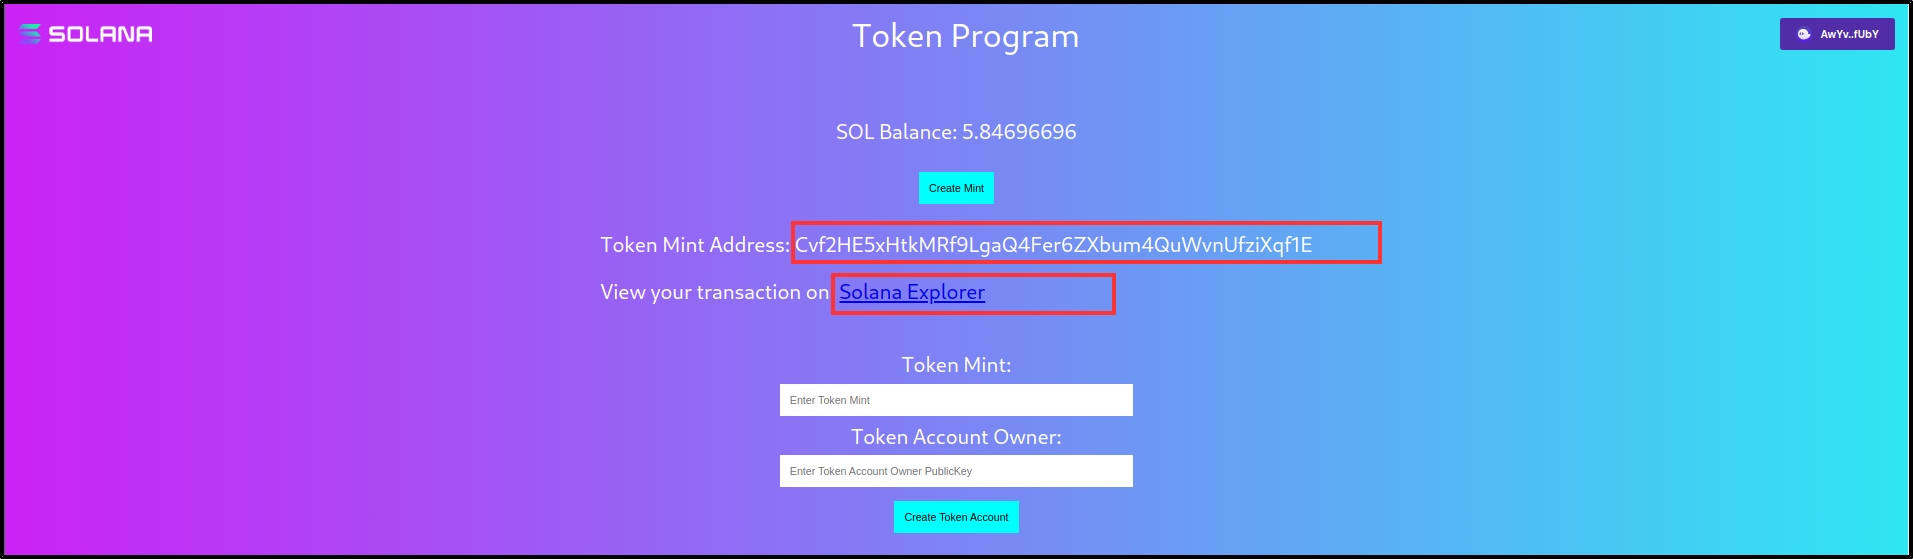 SOLANA
Token Program
AwYv..fUbY
SOL Balance: 5.84696696
Create Mint
Token Mint Address: Cvf2HE5xHtkMRf9LgaQ4Fer6ZXbum4QuWvnUfziXqf1E
View your transaction on Solana Explorer
Token Mint:
Enter Token Mint
Token Account Owner:
Enter Token Account Owner PublicKey
Create Token Account